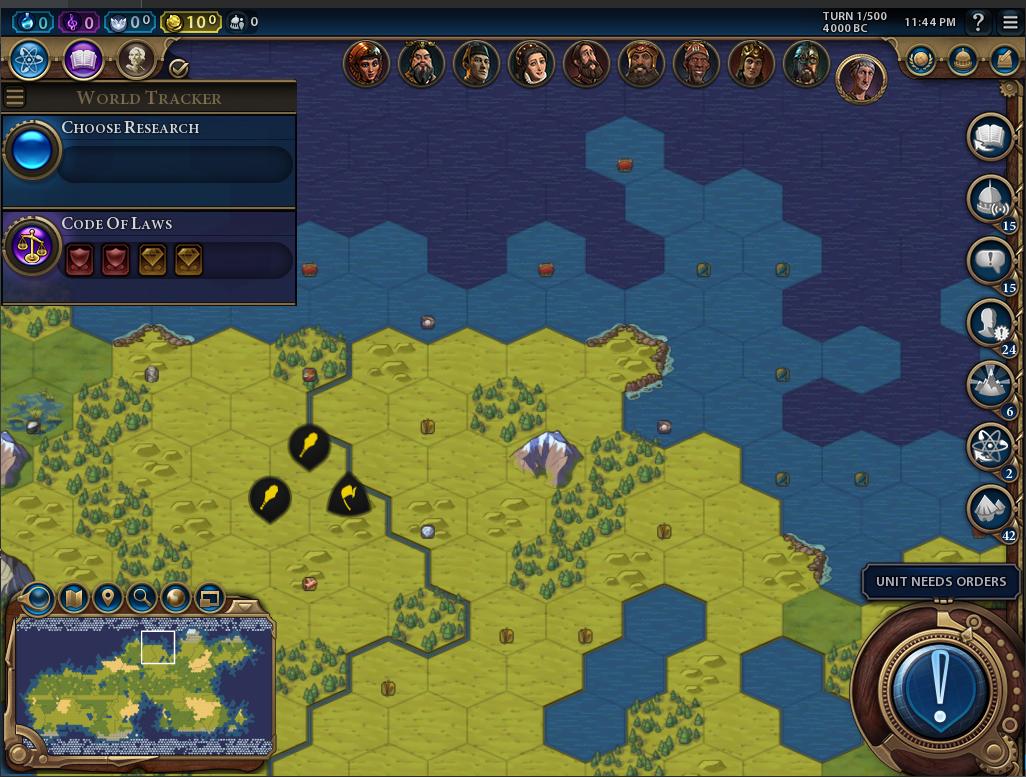 0 0 0 0 10 0 0
TURN 1/500
4000 BC
11:44 PM
?
WORLD TRACKER
CHOOSE RESEARCH
CODE OF LAWS
15
15
24
6
2
42
UNIT NEEDS ORDERS